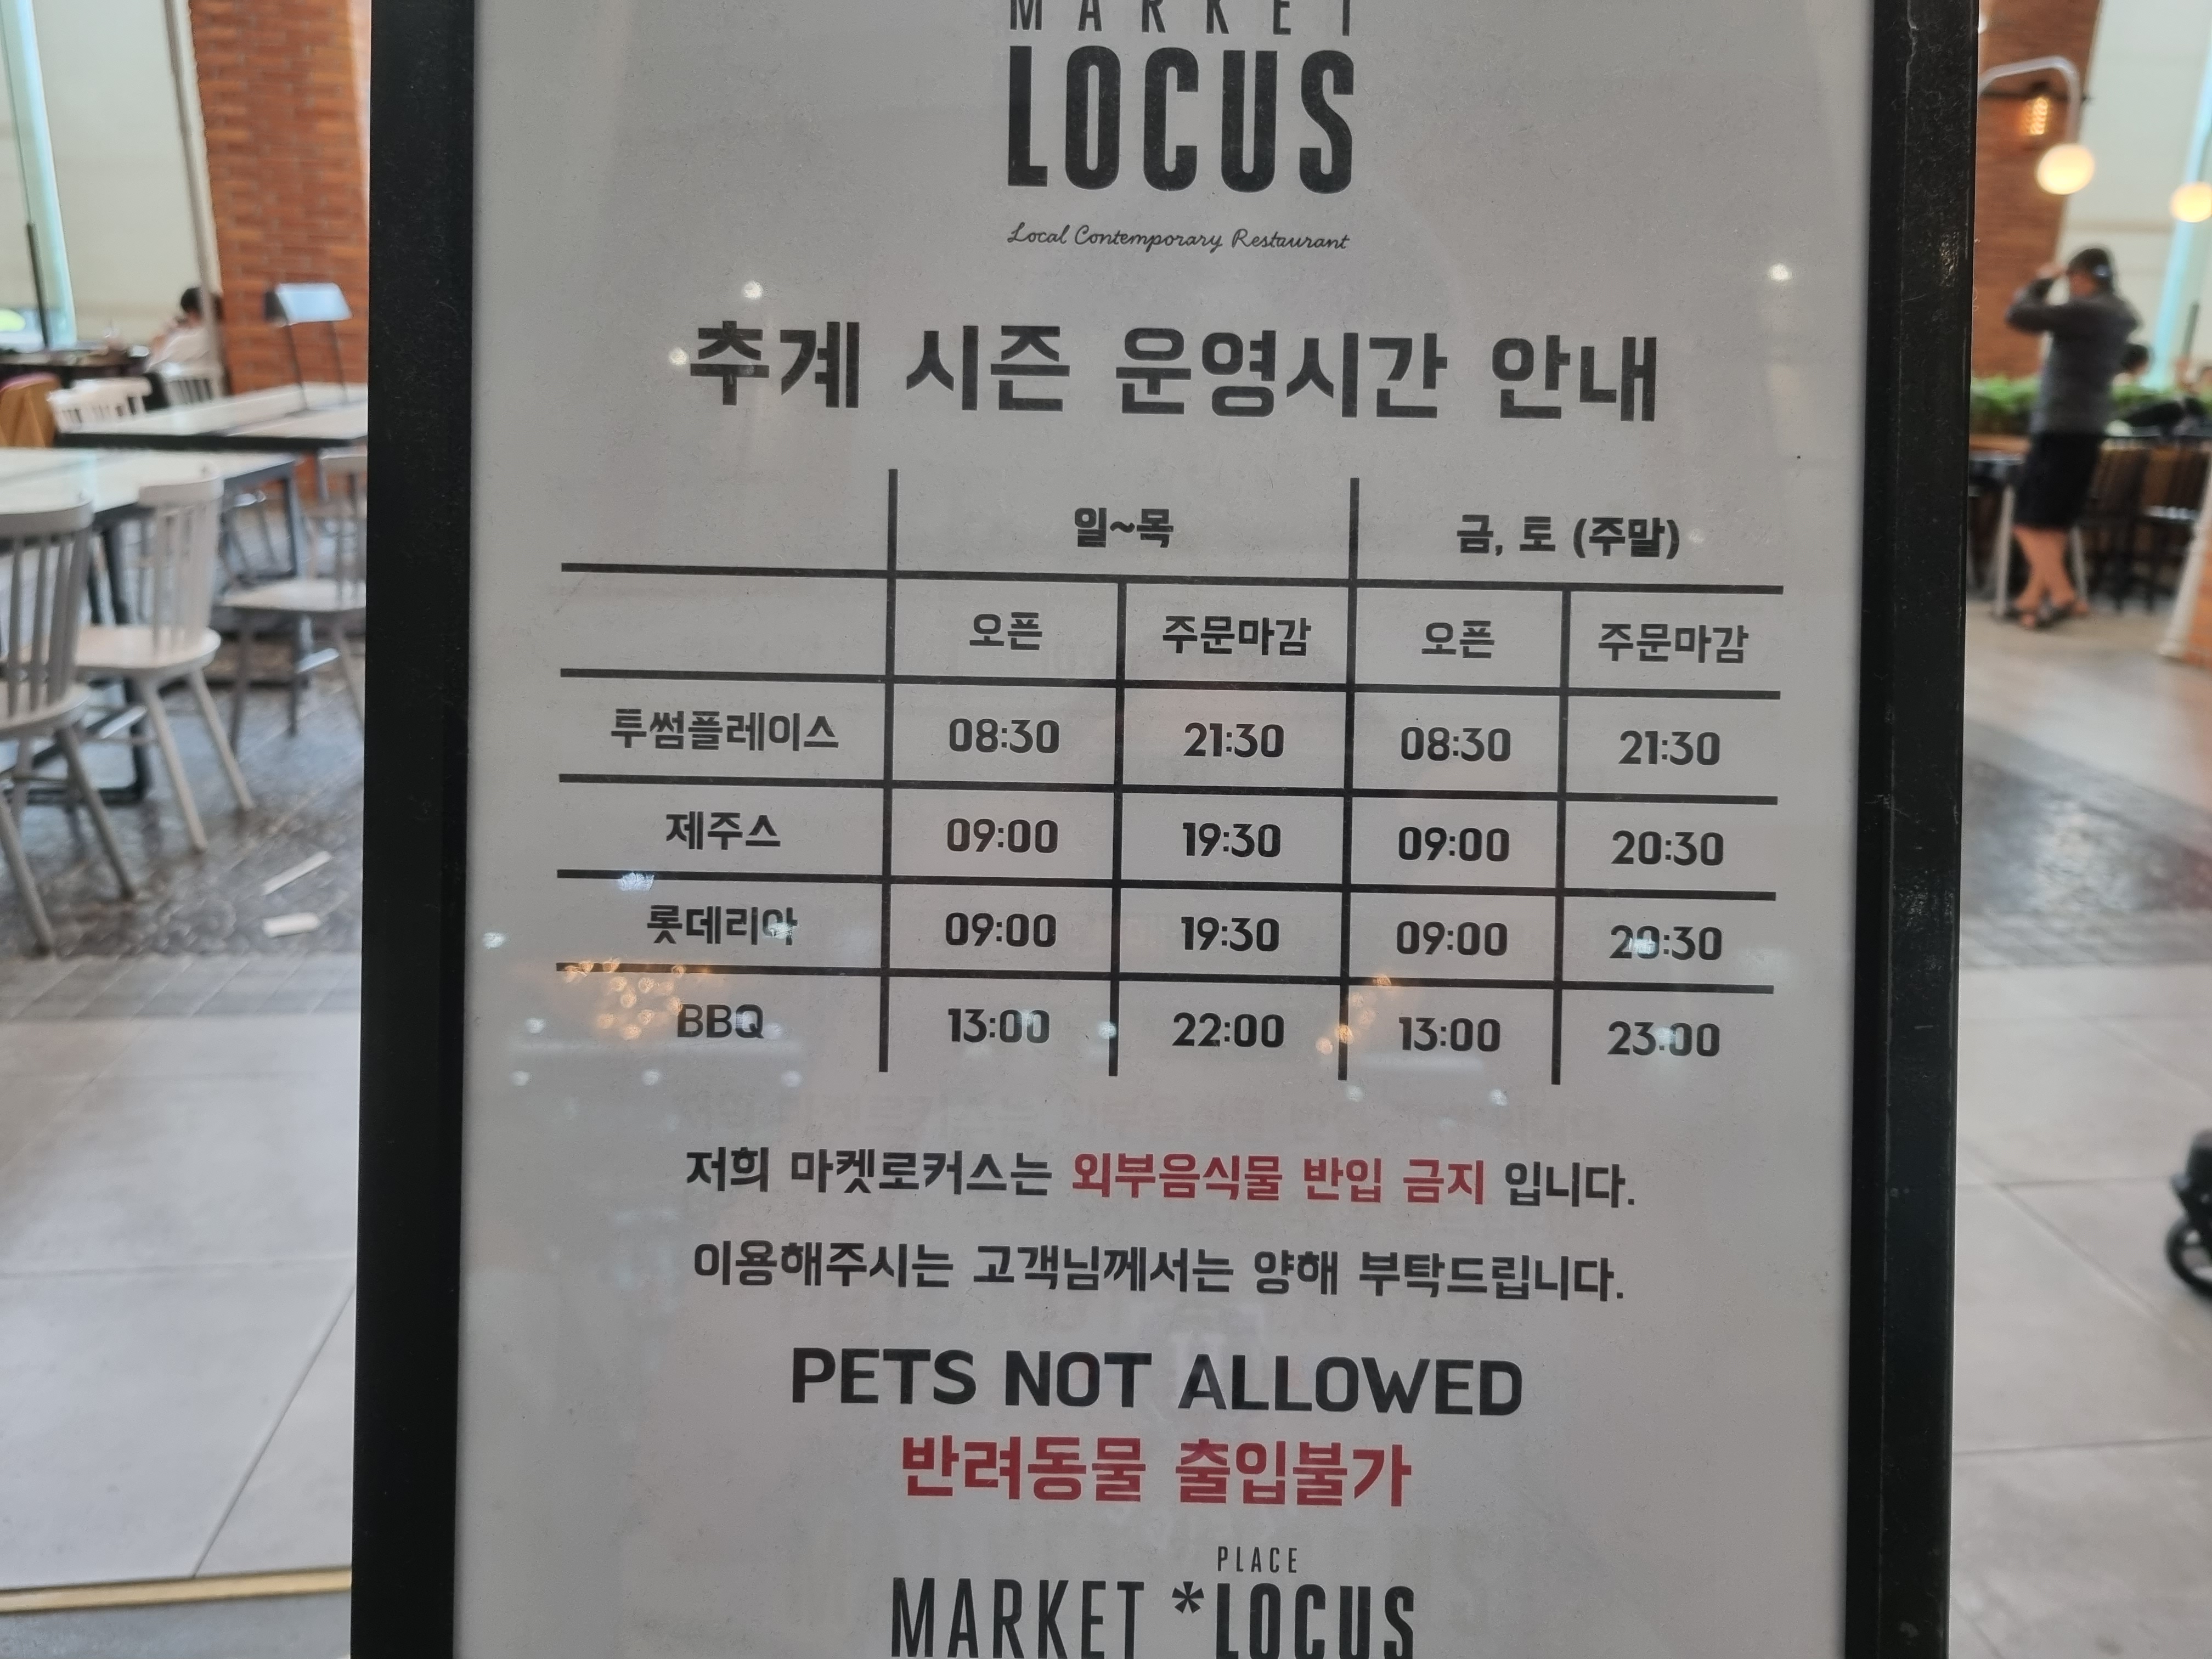 MARKET
LOCUS
Local Contemporary Restaurant
추계 시즌 운영시간 안내
일~목 금, 토 (주말)
오픈 주문마감 오픈 주문마감
투썸플레이스 08:30 21:30 08:30 21:30
제주스 09:00 19:30 09:00 20:30
롯데리아 09:00 19:30 09:00 20:30
BBQ 13:00 22:00 13:00 23:00
저희 마켓로커스는 외부음식물 반입 금지 입니다.
이용해주시는 고객님께서는 양해 부탁드립니다.
PETS NOT ALLOWED
반려동물 출입불가
PLACE
MARKET *LOCUS